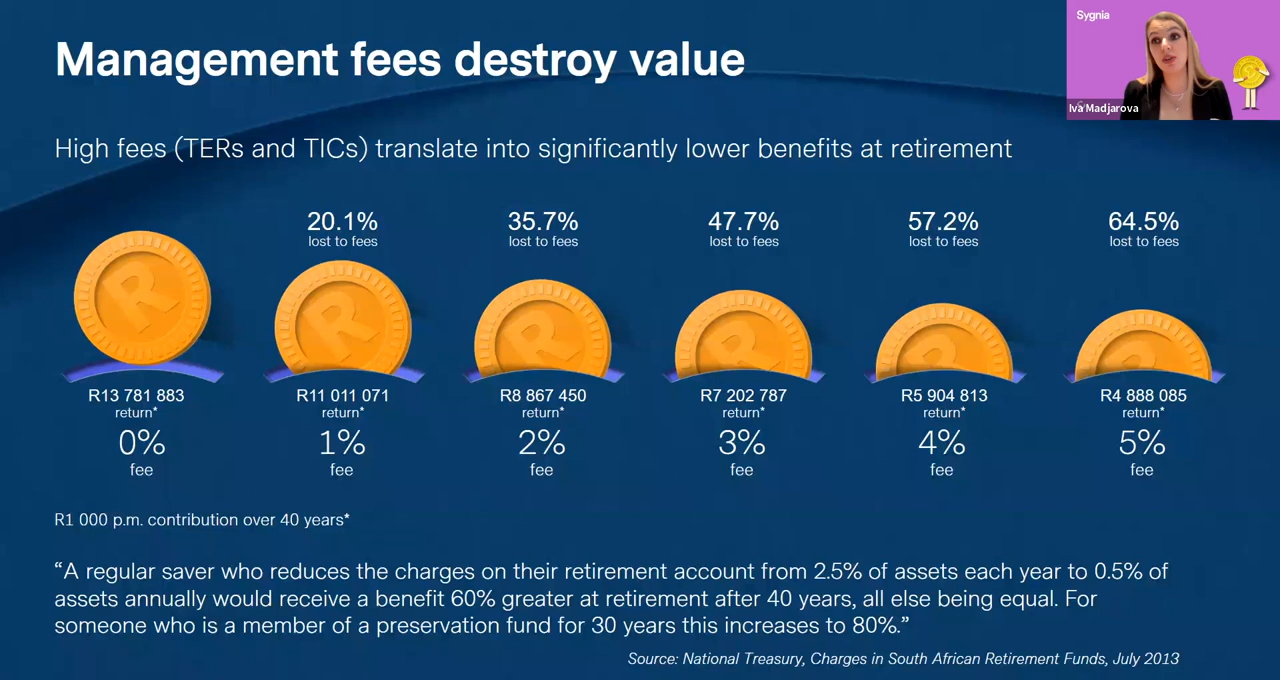 Management fees destroy value
Sygnia
Iva Madjarova
High fees (TERs and TICs) translate into significantly lower benefits at retirement
20.1%
lost to fees
35.7%
lost to fees
47.7%
lost to fees
57.2%
lost to fees
64.5%
lost to fees
R
R
R
R
R
R
R13 781 883
return*
0%
fee
R11 011 071
return*
1%
fee
R8 867 450
return*
2%
fee
R7 202 787
return*
3%
fee
R5 904 813
return*
4%
fee
R4 888 085
return*
5%
fee
R1 000 p.m. contribution over 40 years*
“A regular saver who reduces the charges on their retirement account from 2.5% of assets each year to 0.5% of
assets annually would receive a benefit 60% greater at retirement after 40 years, all else being equal. For
someone who is a member of a preservation fund for 30 years this increases to 80%.”
Source: National Treasury, Charges in South African Retirement Funds, July 2013